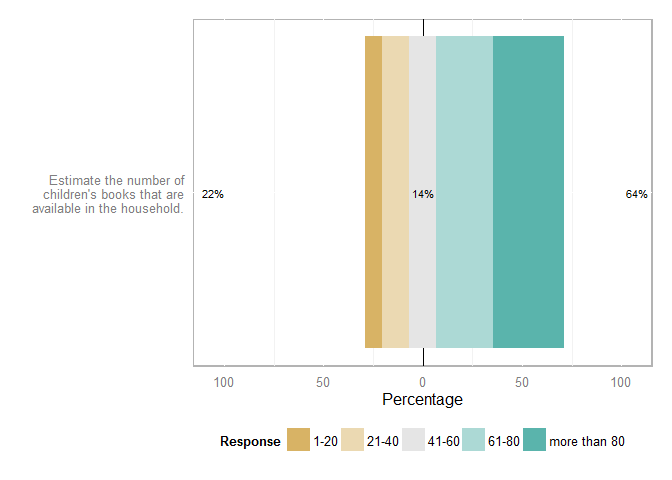 Estimate the number of
children's books that are
available in the household.
22%
14%
64%
100 50 0 50 100
Percentage
Response 1-20 21-40 41-60 61-80 more than 80